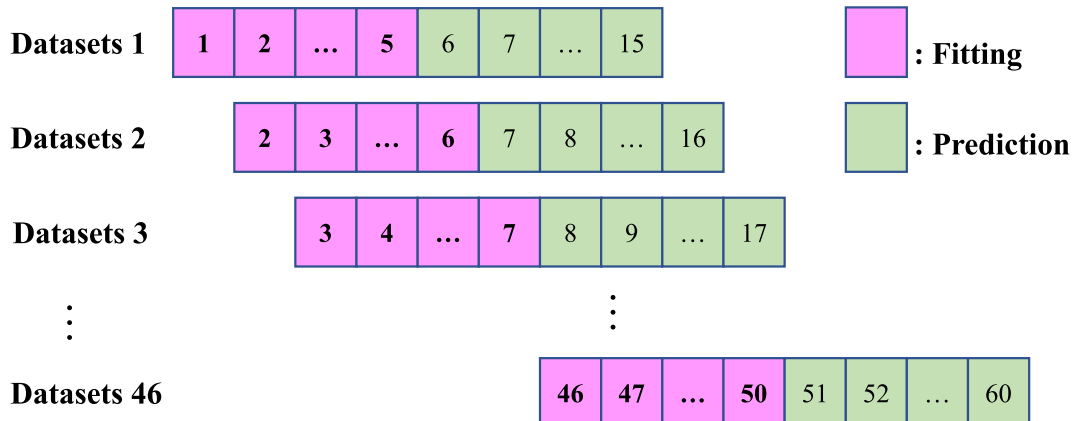 Datasets 1 1 2 ... 5 6 7 ... 15 : Fitting
Datasets 2 2 3 ... 6 7 8 ... 16 : Prediction
Datasets 3 3 4 ... 7 8 9 ... 17
⋮ ⋮
Datasets 46 46 47 ... 50 51 52 ... 60